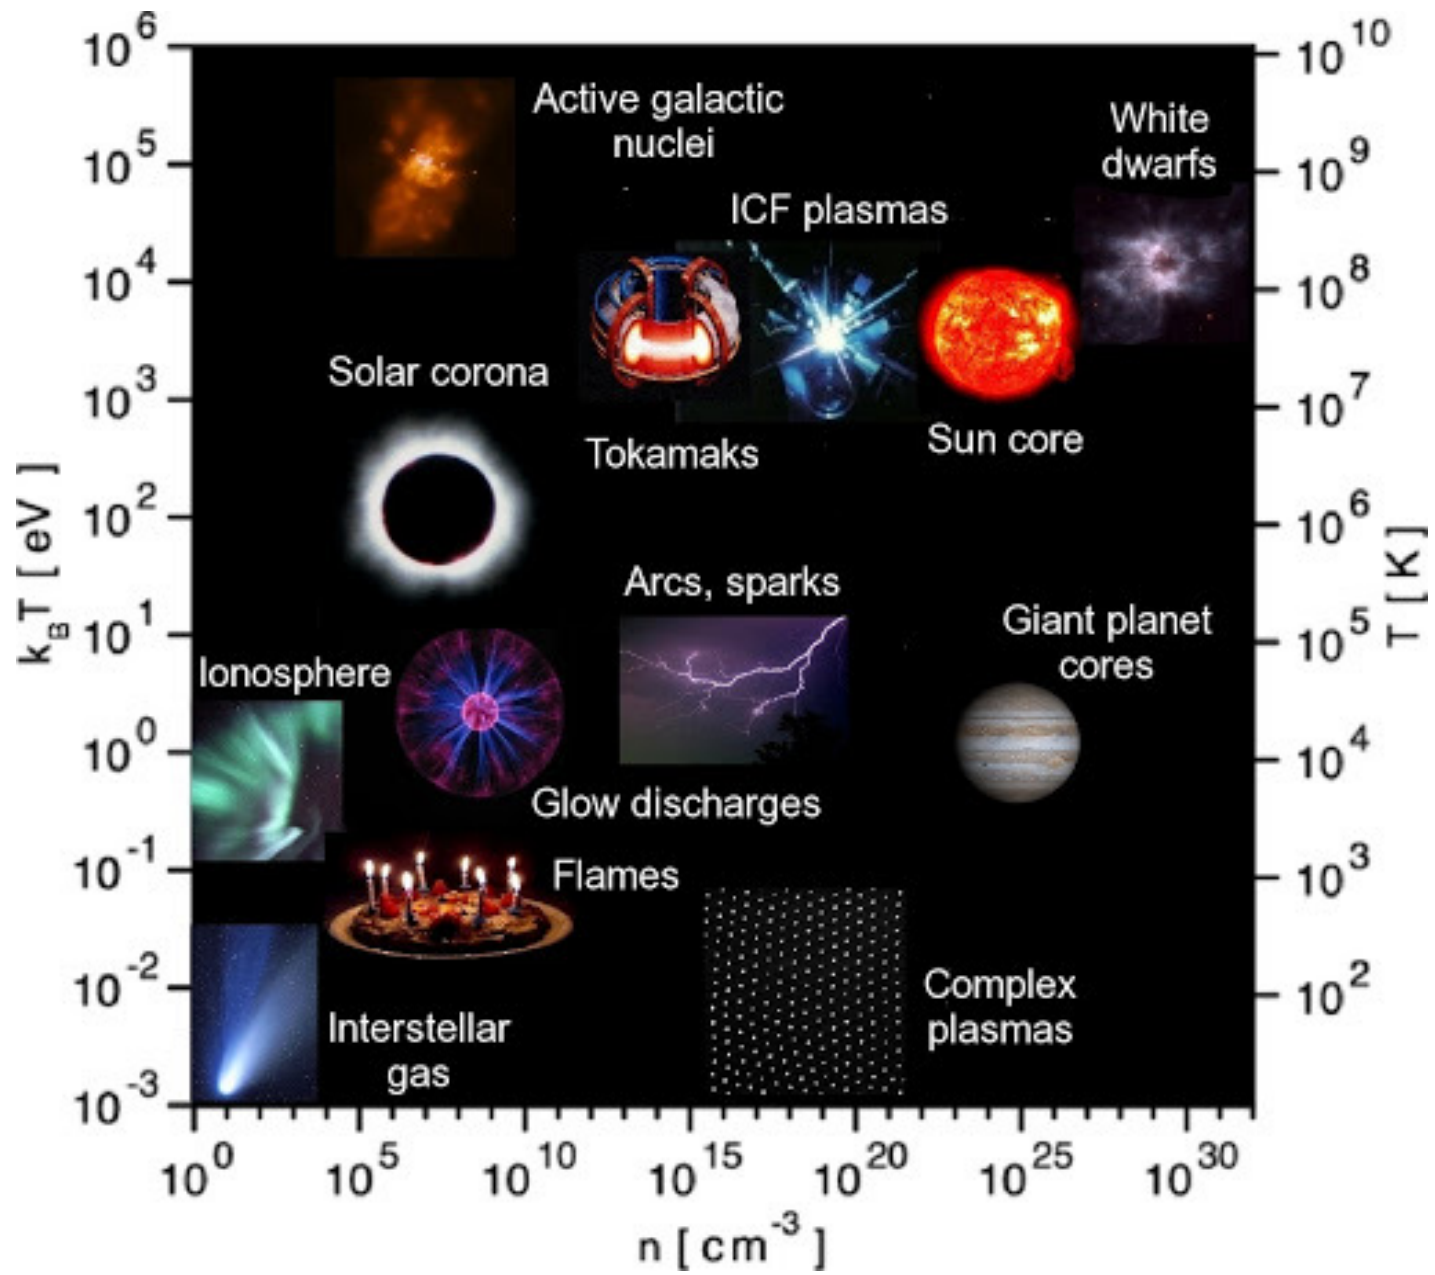 10^6
10^5
10^4
10^3
10^2
10^1
10^0
10^-1
10^-2
10^-3
k_BT [ eV ]
Active galactic
nuclei
White
dwarfs
ICF plasmas
Solar corona
Tokamaks
Sun core
Arcs, sparks
Giant planet
cores
Ionosphere
Glow discharges
Flames
Complex
plasmas
Interstellar
gas
10^10
10^9
10^8
10^7
10^6
10^5
10^4
10^3
10^2
T [ K ]
10^0 10^5 10^10 10^15 10^20 10^25 10^30
n [ cm^-3 ]